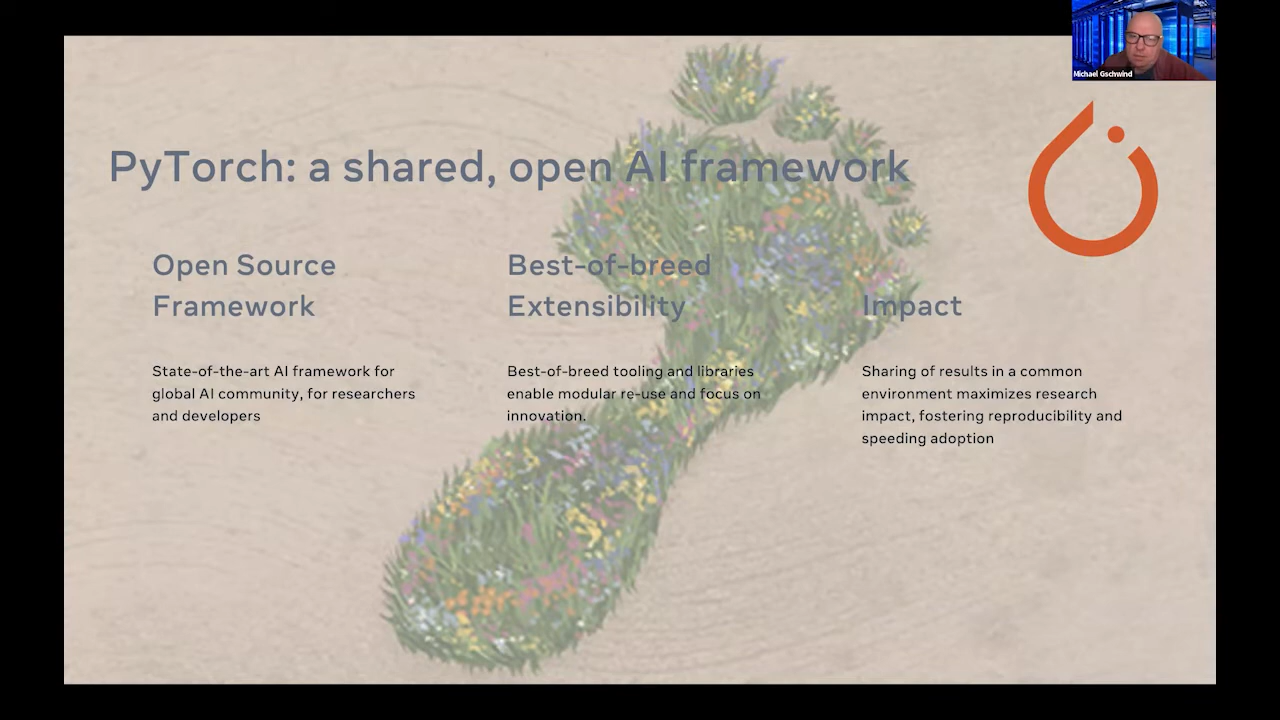 Michael Gschwind
PyTorch: a shared, open AI framework
Open Source
Framework
State-of-the-art AI framework for
global AI community, for researchers
and developers
Best-of-breed
Extensibility
Best-of-breed tooling and libraries
enable modular re-use and focus on
innovation.
Impact
Sharing of results in a common
environment maximizes research
impact, fostering reproducibility and
speeding adoption